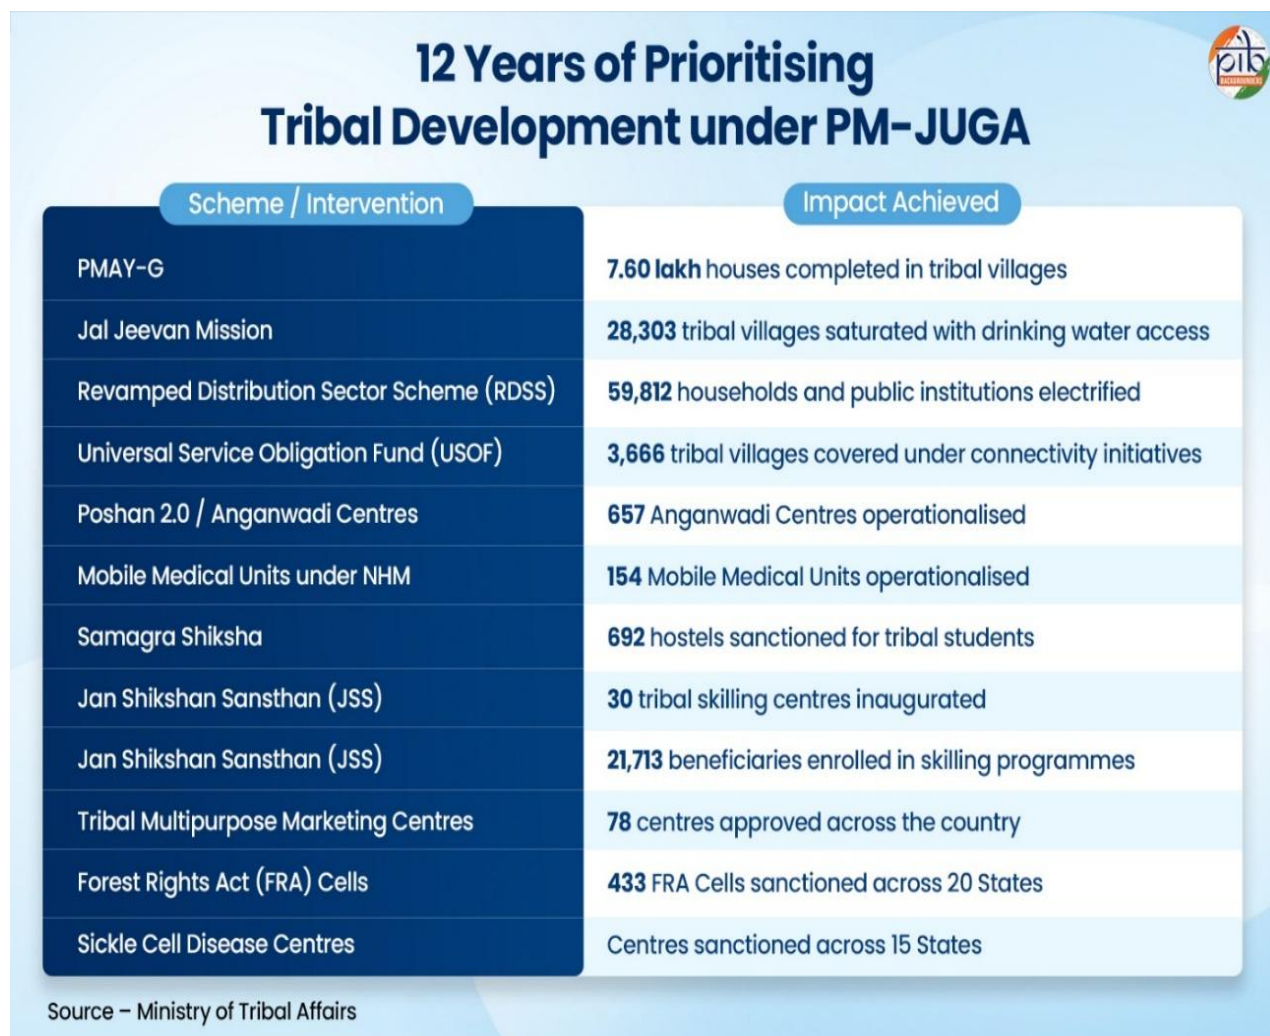 12 Years of Prioritising
Tribal Development under PM-JUGA
pib
BACKGROUNDERS
Scheme / Intervention
Impact Achieved
PMAY-G
7.60 lakh houses completed in tribal villages
Jal Jeevan Mission
28,303 tribal villages saturated with drinking water access
Revamped Distribution Sector Scheme (RDSS)
59,812 households and public institutions electrified
Universal Service Obligation Fund (USOF)
3,666 tribal villages covered under connectivity initiatives
Poshan 2.0 / Anganwadi Centres
657 Anganwadi Centres operationalised
Mobile Medical Units under NHM
154 Mobile Medical Units operationalised
Samagra Shiksha
692 hostels sanctioned for tribal students
Jan Shikshan Sansthan (JSS)
30 tribal skilling centres inaugurated
Jan Shikshan Sansthan (JSS)
21,713 beneficiaries enrolled in skilling programmes
Tribal Multipurpose Marketing Centres
78 centres approved across the country
Forest Rights Act (FRA) Cells
433 FRA Cells sanctioned across 20 States
Sickle Cell Disease Centres
Centres sanctioned across 15 States
Source – Ministry of Tribal Affairs